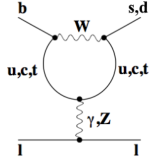 b W s,d
u,c,t u,c,t
γ,Z
l l